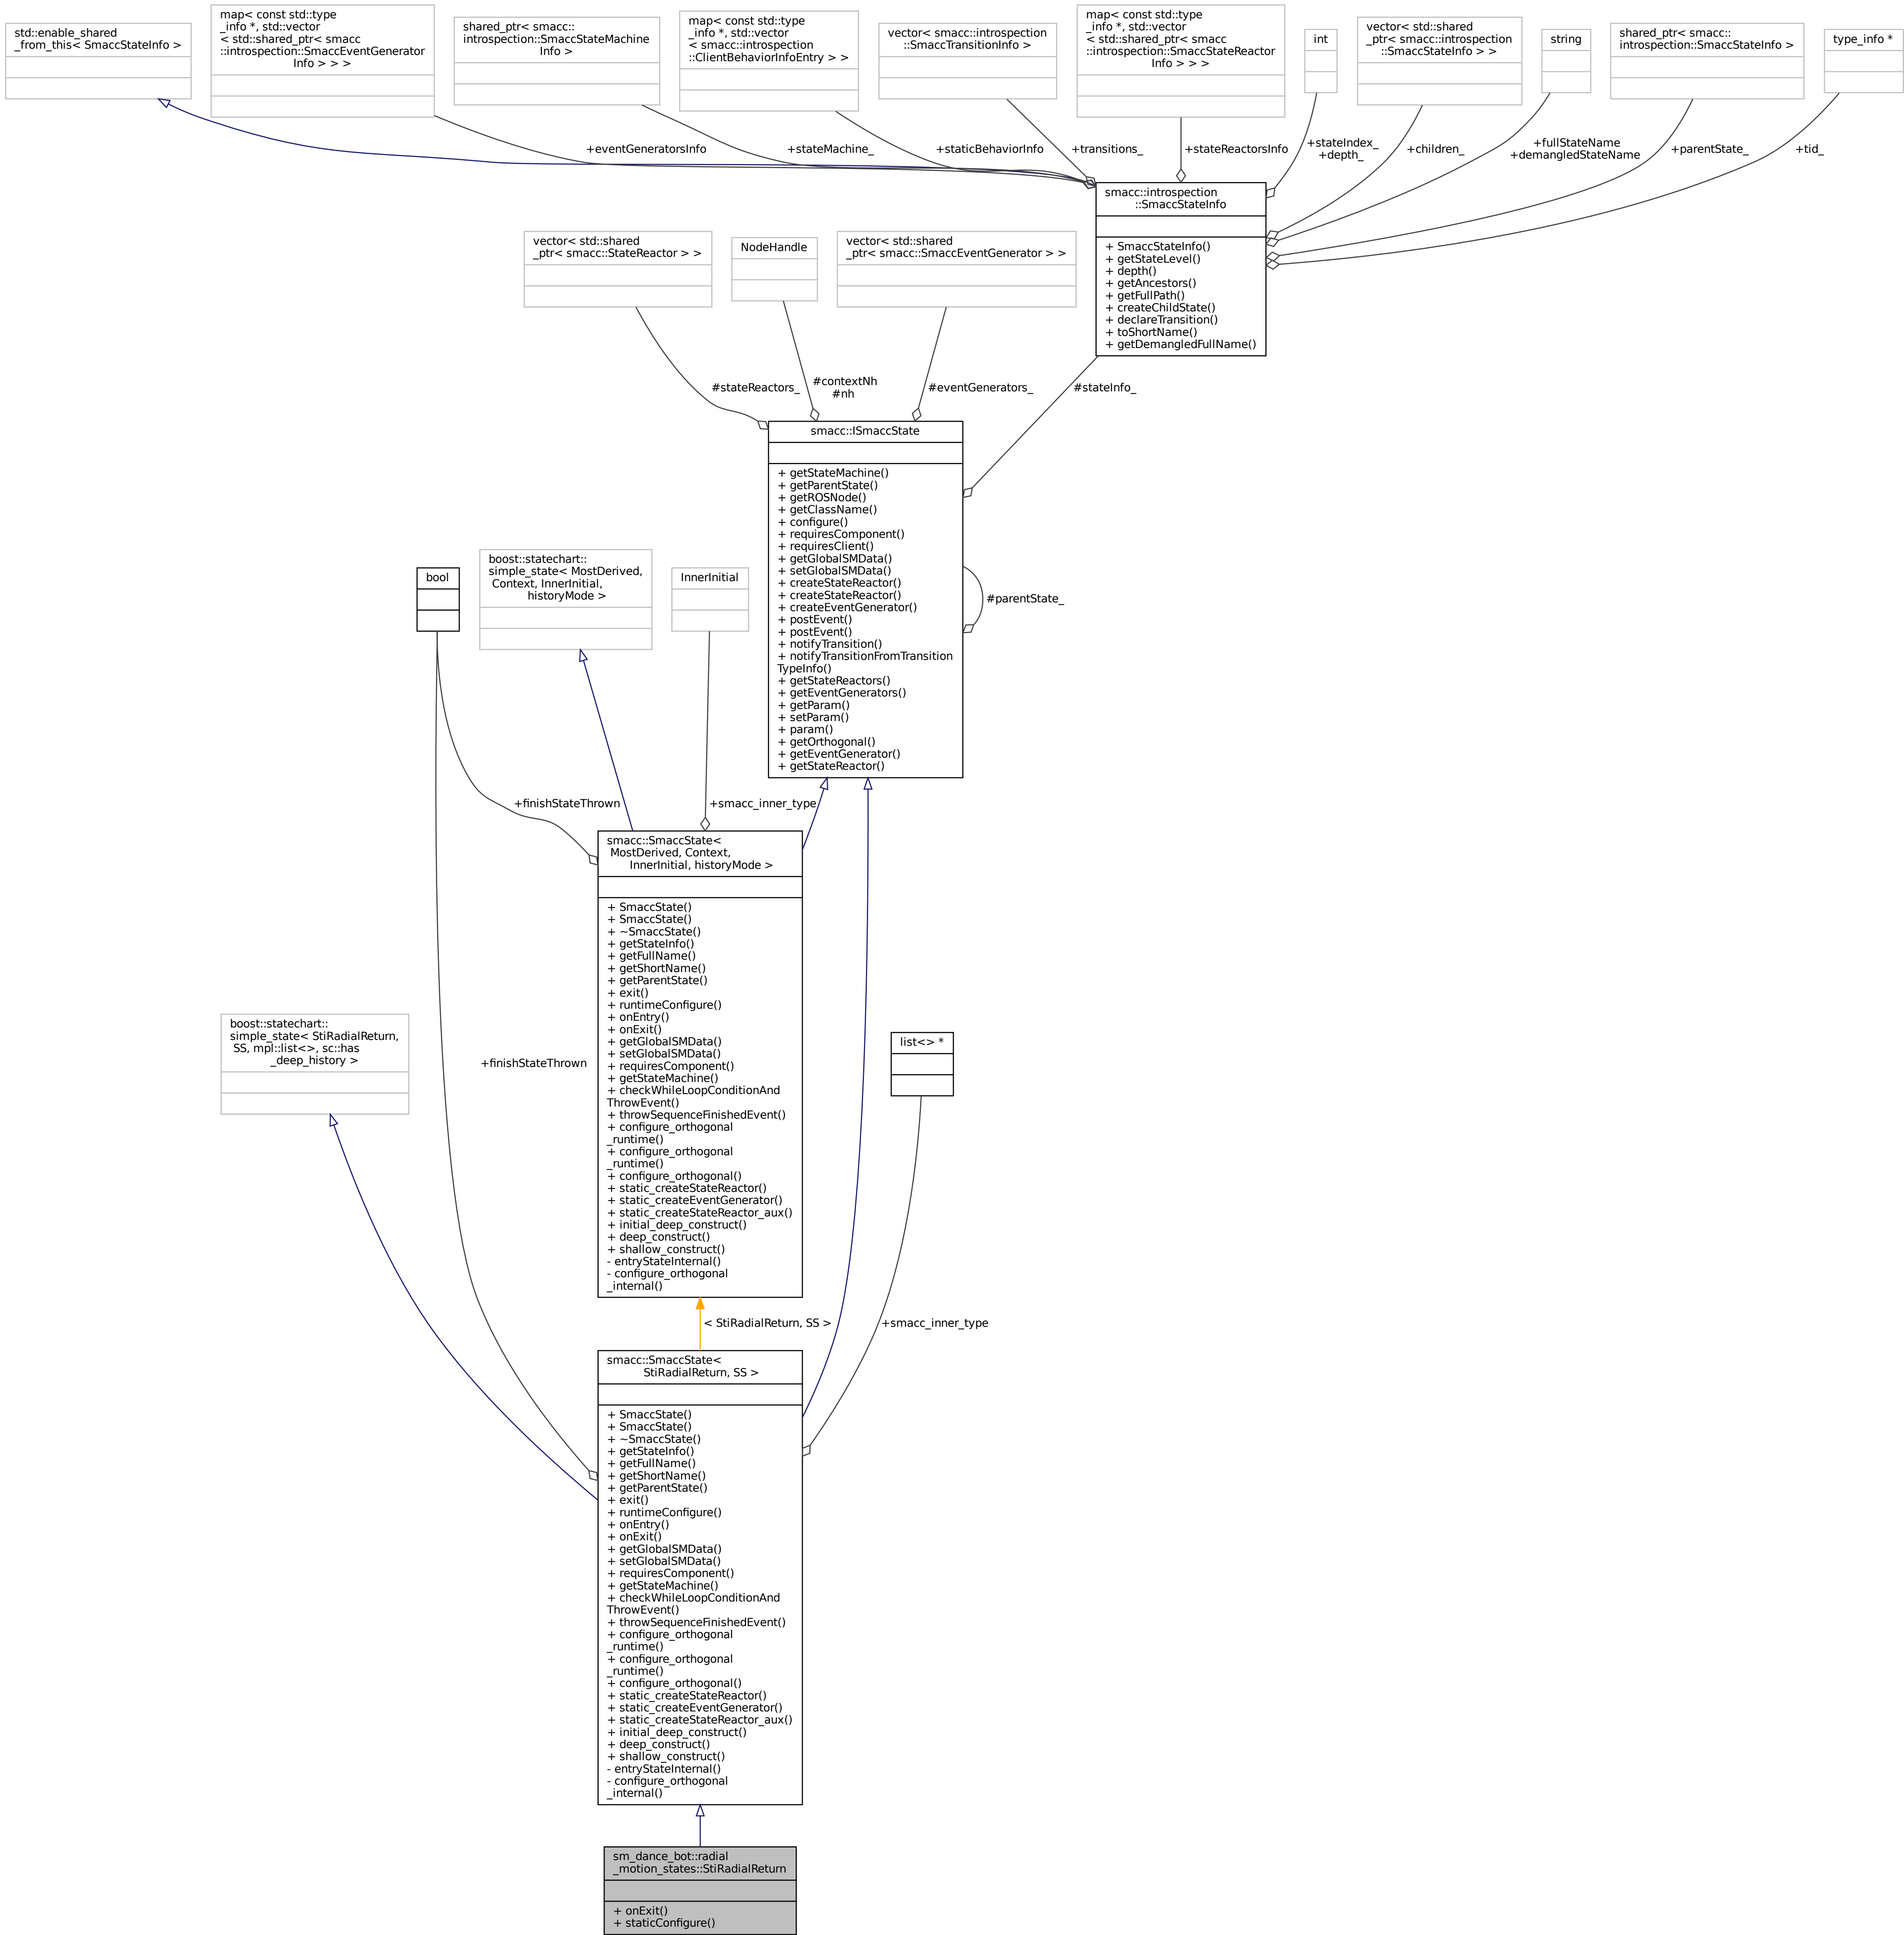 std::enable_shared
_from_this< SmaccStateInfo >
map< const std::type
_info *, std::vector
< std::shared_ptr< smacc
::introspection::SmaccEventGenerator
Info > > >
shared_ptr< smacc::
introspection::SmaccStateMachine
Info >
map< const std::type
_info *, std::vector
< smacc::introspection
::ClientBehaviorInfoEntry > >
vector< smacc::introspection
::SmaccTransitionInfo >
map< const std::type
_info *, std::vector
< std::shared_ptr< smacc
::introspection::SmaccStateReactor
Info > > >
int
vector< std::shared
_ptr< smacc::introspection
::SmaccStateInfo > >
string
shared_ptr< smacc::
introspection::SmaccStateInfo >
type_info *
+eventGeneratorsInfo
+stateMachine_
+staticBehaviorInfo
+transitions_
+stateReactorsInfo
+stateIndex_
+depth_
+children_
+fullStateName
+demangledStateName
+parentState_
+tid_
smacc::introspection
::SmaccStateInfo
+ SmaccStateInfo()
+ getStateLevel()
+ depth()
+ getAncestors()
+ getFullPath()
+ createChildState()
+ declareTransition()
+ toShortName()
+ getDemangledFullName()
vector< std::shared
_ptr< smacc::StateReactor > >
NodeHandle
vector< std::shared
_ptr< smacc::SmaccEventGenerator > >
#stateReactors_
#contextNh
#nh
#eventGenerators_
#stateInfo_
smacc::ISmaccState
+ getStateMachine()
+ getParentState()
+ getROSNode()
+ getClassName()
+ configure()
+ requiresComponent()
+ requiresClient()
+ getGlobalSMData()
+ setGlobalSMData()
+ createStateReactor()
+ createStateReactor()
+ createEventGenerator()
+ postEvent()
+ postEvent()
+ notifyTransition()
+ notifyTransitionFromTransition
TypeInfo()
+ getStateReactors()
+ getEventGenerators()
+ getParam()
+ setParam()
+ param()
+ getOrthogonal()
+ getEventGenerator()
+ getStateReactor()
#parentState_
bool
boost::statechart::
simple_state< MostDerived,
Context, InnerInitial,
historyMode >
InnerInitial
+finishStateThrown
+smacc_inner_type
smacc::SmaccState<
MostDerived, Context,
InnerInitial, historyMode >
+ SmaccState()
+ SmaccState()
+ ~SmaccState()
+ getStateInfo()
+ getFullName()
+ getShortName()
+ getParentState()
+ exit()
+ runtimeConfigure()
+ onEntry()
+ onExit()
+ getGlobalSMData()
+ setGlobalSMData()
+ requiresComponent()
+ getStateMachine()
+ checkWhileLoopConditionAnd
ThrowEvent()
+ throwSequenceFinishedEvent()
+ configure_orthogonal
_runtime()
+ configure_orthogonal
_runtime()
+ configure_orthogonal()
+ static_createStateReactor()
+ static_createEventGenerator()
+ static_createStateReactor_aux()
+ initial_deep_construct()
+ deep_construct()
+ shallow_construct()
- entryStateInternal()
- configure_orthogonal
_internal()
boost::statechart::
simple_state< StiRadialReturn,
SS, mpl::list<>, sc::has
_deep_history >
+finishStateThrown
list<> *
< StiRadialReturn, SS >
+smacc_inner_type
smacc::SmaccState<
StiRadialReturn, SS >
+ SmaccState()
+ SmaccState()
+ ~SmaccState()
+ getStateInfo()
+ getFullName()
+ getShortName()
+ getParentState()
+ exit()
+ runtimeConfigure()
+ onEntry()
+ onExit()
+ getGlobalSMData()
+ setGlobalSMData()
+ requiresComponent()
+ getStateMachine()
+ checkWhileLoopConditionAnd
ThrowEvent()
+ throwSequenceFinishedEvent()
+ configure_orthogonal
_runtime()
+ configure_orthogonal
_runtime()
+ configure_orthogonal()
+ static_createStateReactor()
+ static_createEventGenerator()
+ static_createStateReactor_aux()
+ initial_deep_construct()
+ deep_construct()
+ shallow_construct()
- entryStateInternal()
- configure_orthogonal
_internal()
sm_dance_bot::radial
_motion_states::StiRadialReturn
+ onExit()
+ staticConfigure()